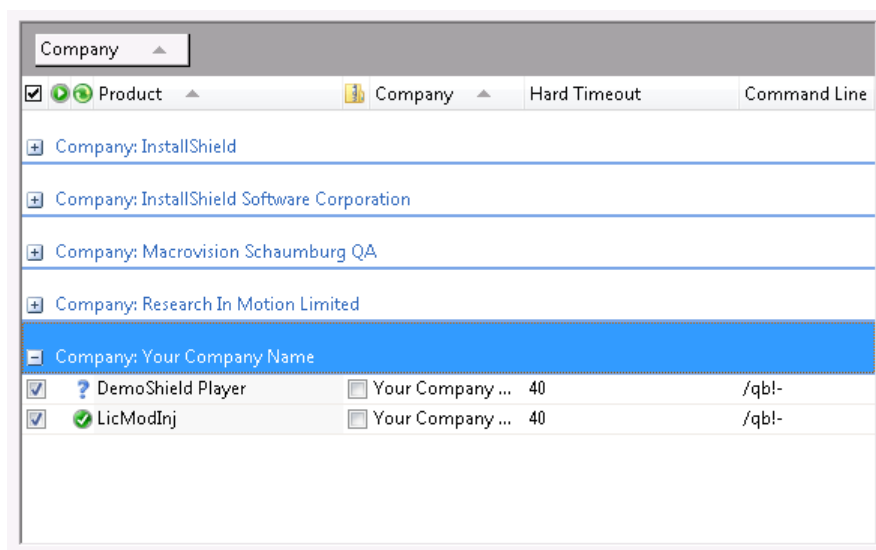 Company
Product Company Hard Timeout Command Line
Company: InstallShield
Company: InstallShield Software Corporation
Company: Macrovision Schaumburg QA
Company: Research In Motion Limited
Company: Your Company Name
? DemoShield Player Your Company ... 40 /qb!-
LicModInj Your Company ... 40 /qb!-